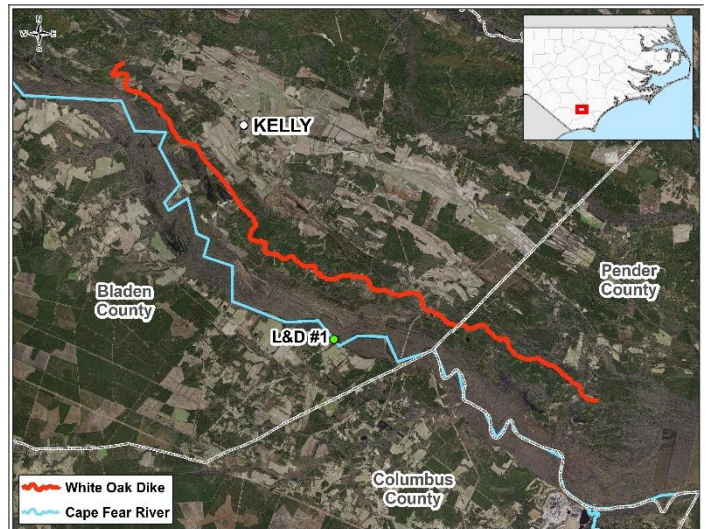 N
W E
S
KELLY
Pender
County
Bladen
County
L&D #1
Columbus
County
White Oak Dike
Cape Fear River